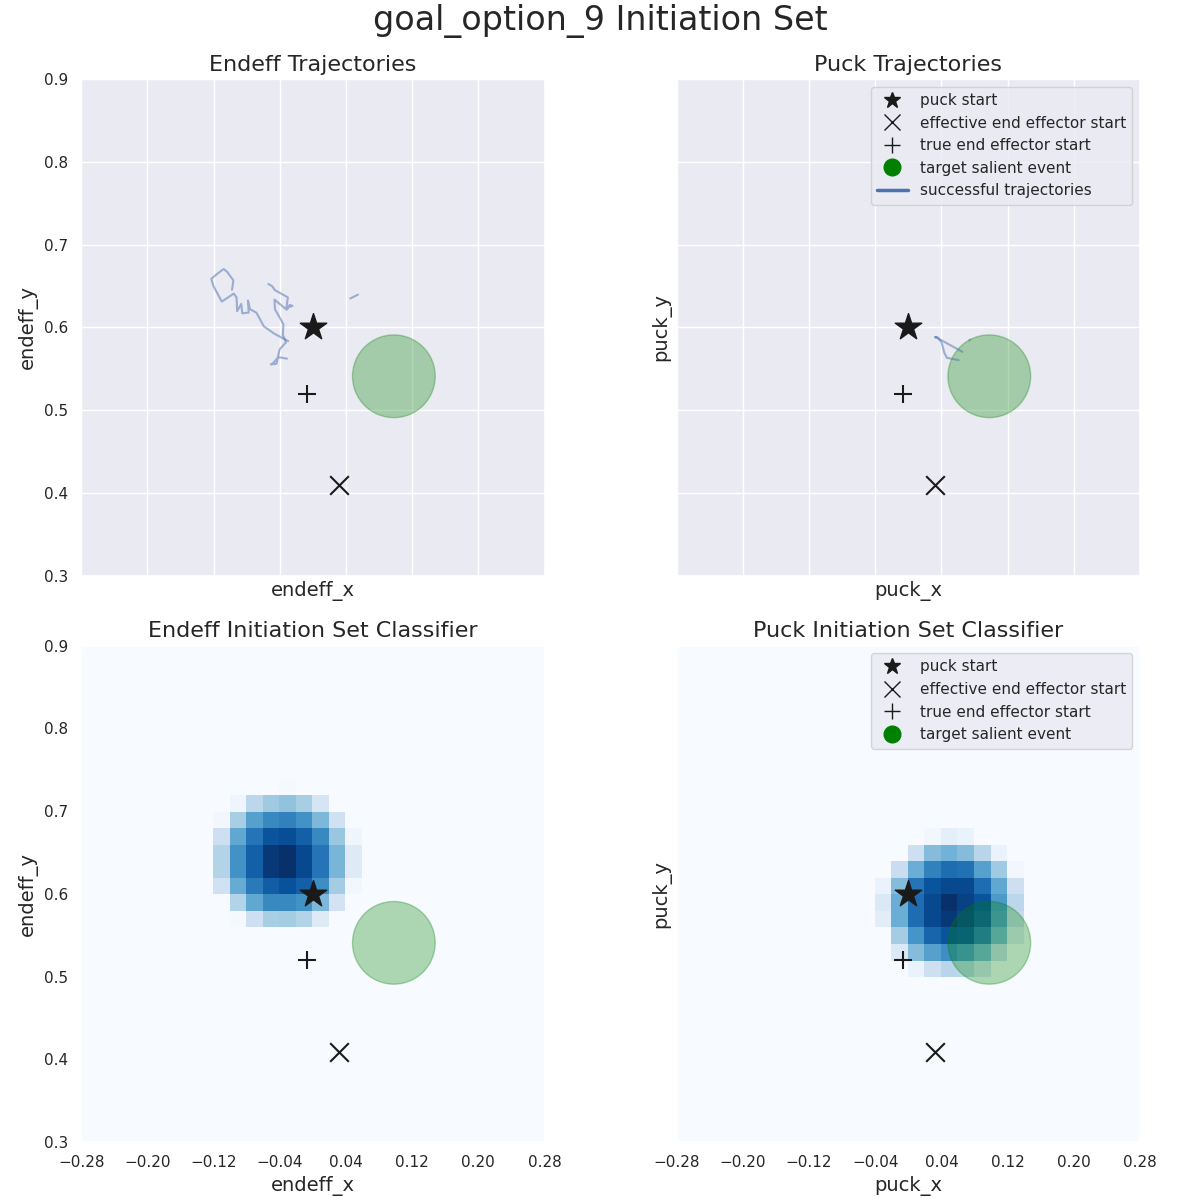 goal_option_9 Initiation Set
Endeff Trajectories
0.9
0.8
0.7
0.6
0.5
0.4
0.3
endeff_y
endeff_x
Puck Trajectories
puck start
effective end effector start
true end effector start
target salient event
successful trajectories
puck_y
puck_x
Endeff Initiation Set Classifier
0.9
0.8
0.7
0.6
0.5
0.4
0.3
endeff_y
−0.28 −0.20 −0.12 −0.04 0.04 0.12 0.20 0.28
endeff_x
Puck Initiation Set Classifier
puck start
effective end effector start
true end effector start
target salient event
puck_y
−0.28 −0.20 −0.12 −0.04 0.04 0.12 0.20 0.28
puck_x